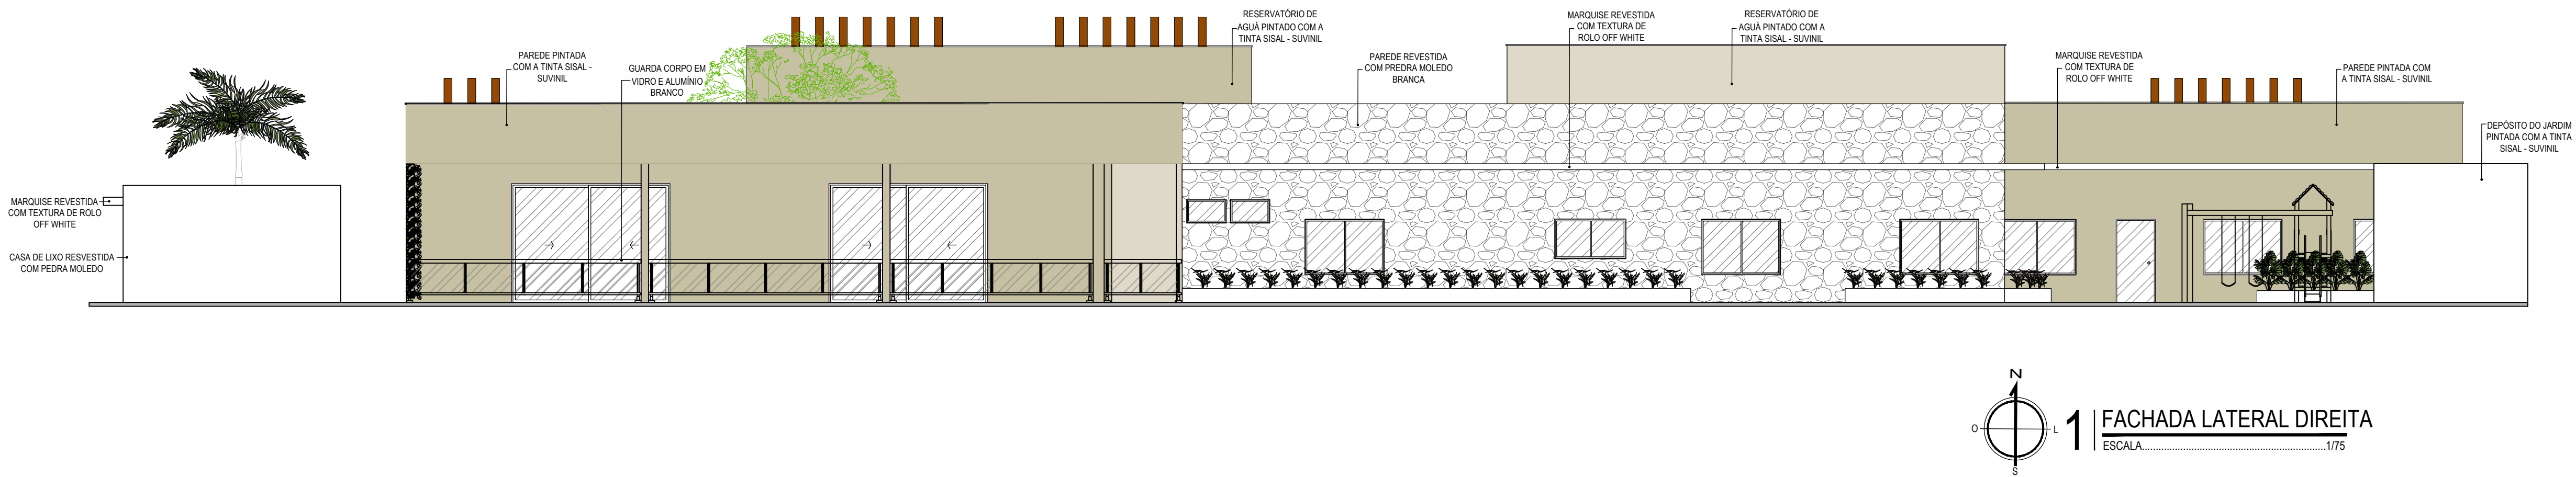 PAREDE PINTADA
COM A TINTA SISAL -
SUVINIL
GUARDA CORPO EM
VIDRO E ALUMÍNIO
BRANCO
RESERVATÓRIO DE
AGUÁ PINTADO COM A
TINTA SISAL - SUVINIL
PAREDE REVESTIDA
COM PREDRA MOLEDO
BRANCA
MARQUISE REVESTIDA
COM TEXTURA DE
ROLO OFF WHITE
RESERVATÓRIO DE
AGUÁ PINTADO COM A
TINTA SISAL - SUVINIL
MARQUISE REVESTIDA
COM TEXTURA DE
ROLO OFF WHITE
PAREDE PINTADA COM
A TINTA SISAL - SUVINIL
DEPÓSITO DO JARDIM
PINTADA COM A TINTA
SISAL - SUVINIL
MARQUISE REVESTIDA
COM TEXTURA DE ROLO
OFF WHITE
CASA DE LIXO RESVESTIDA
COM PEDRA MOLEDO
N
O
L
S
1
FACHADA LATERAL DIREITA
ESCALA..................................................................1/75